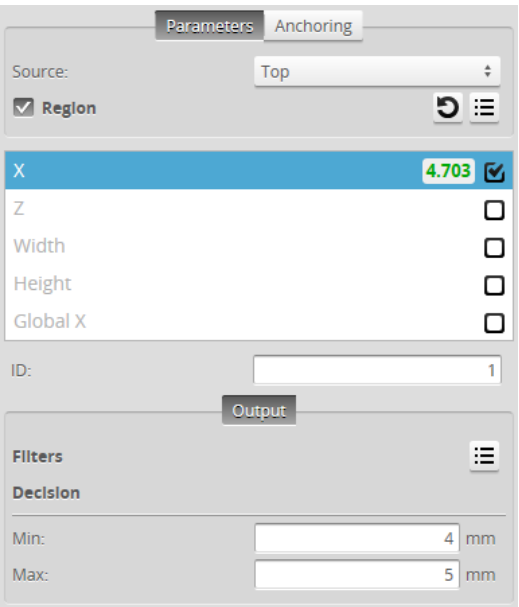 Parameters Anchoring
Source: Top
Region
X 4.703
Z
Width
Height
Global X
ID: 1
Output
Filters
Decision
Min: 4 mm
Max: 5 mm